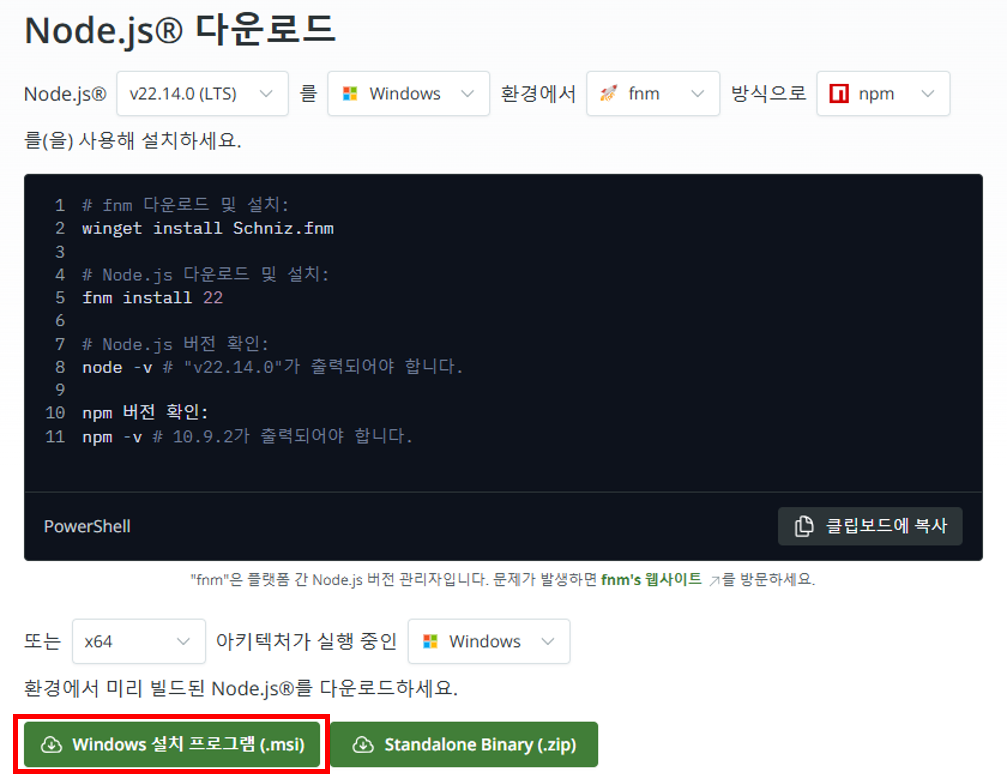 Node.js® 다운로드
Node.js® v22.14.0 (LTS) 를 Windows 환경에서 fnm 방식으로 npm
를(을) 사용해 설치하세요.
1 # fnm 다운로드 및 설치:
2 winget install Schniz.fnm
3
4 # Node.js 다운로드 및 설치:
5 fnm install 22
6
7 # Node.js 버전 확인:
8 node -v # "v22.14.0"가 출력되어야 합니다.
9
10 npm 버전 확인:
11 npm -v # 10.9.2가 출력되어야 합니다.
PowerShell 클립보드에 복사
"fnm"은 플랫폼 간 Node.js 버전 관리자입니다. 문제가 발생하면 fnm's 웹사이트 ↗를 방문하세요.
또는 x64 아키텍처가 실행 중인 Windows
환경에서 미리 빌드된 Node.js®를 다운로드하세요.
Windows 설치 프로그램 (.msi) Standalone Binary (.zip)